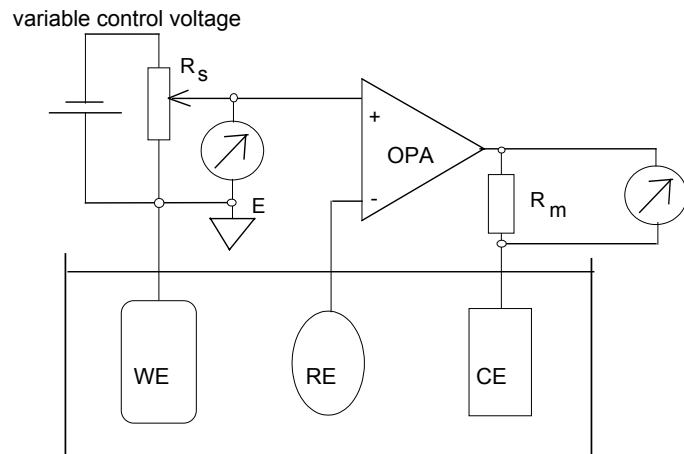 variable control voltage
R s
+
OPA
-
E
R m
WE
RE
CE